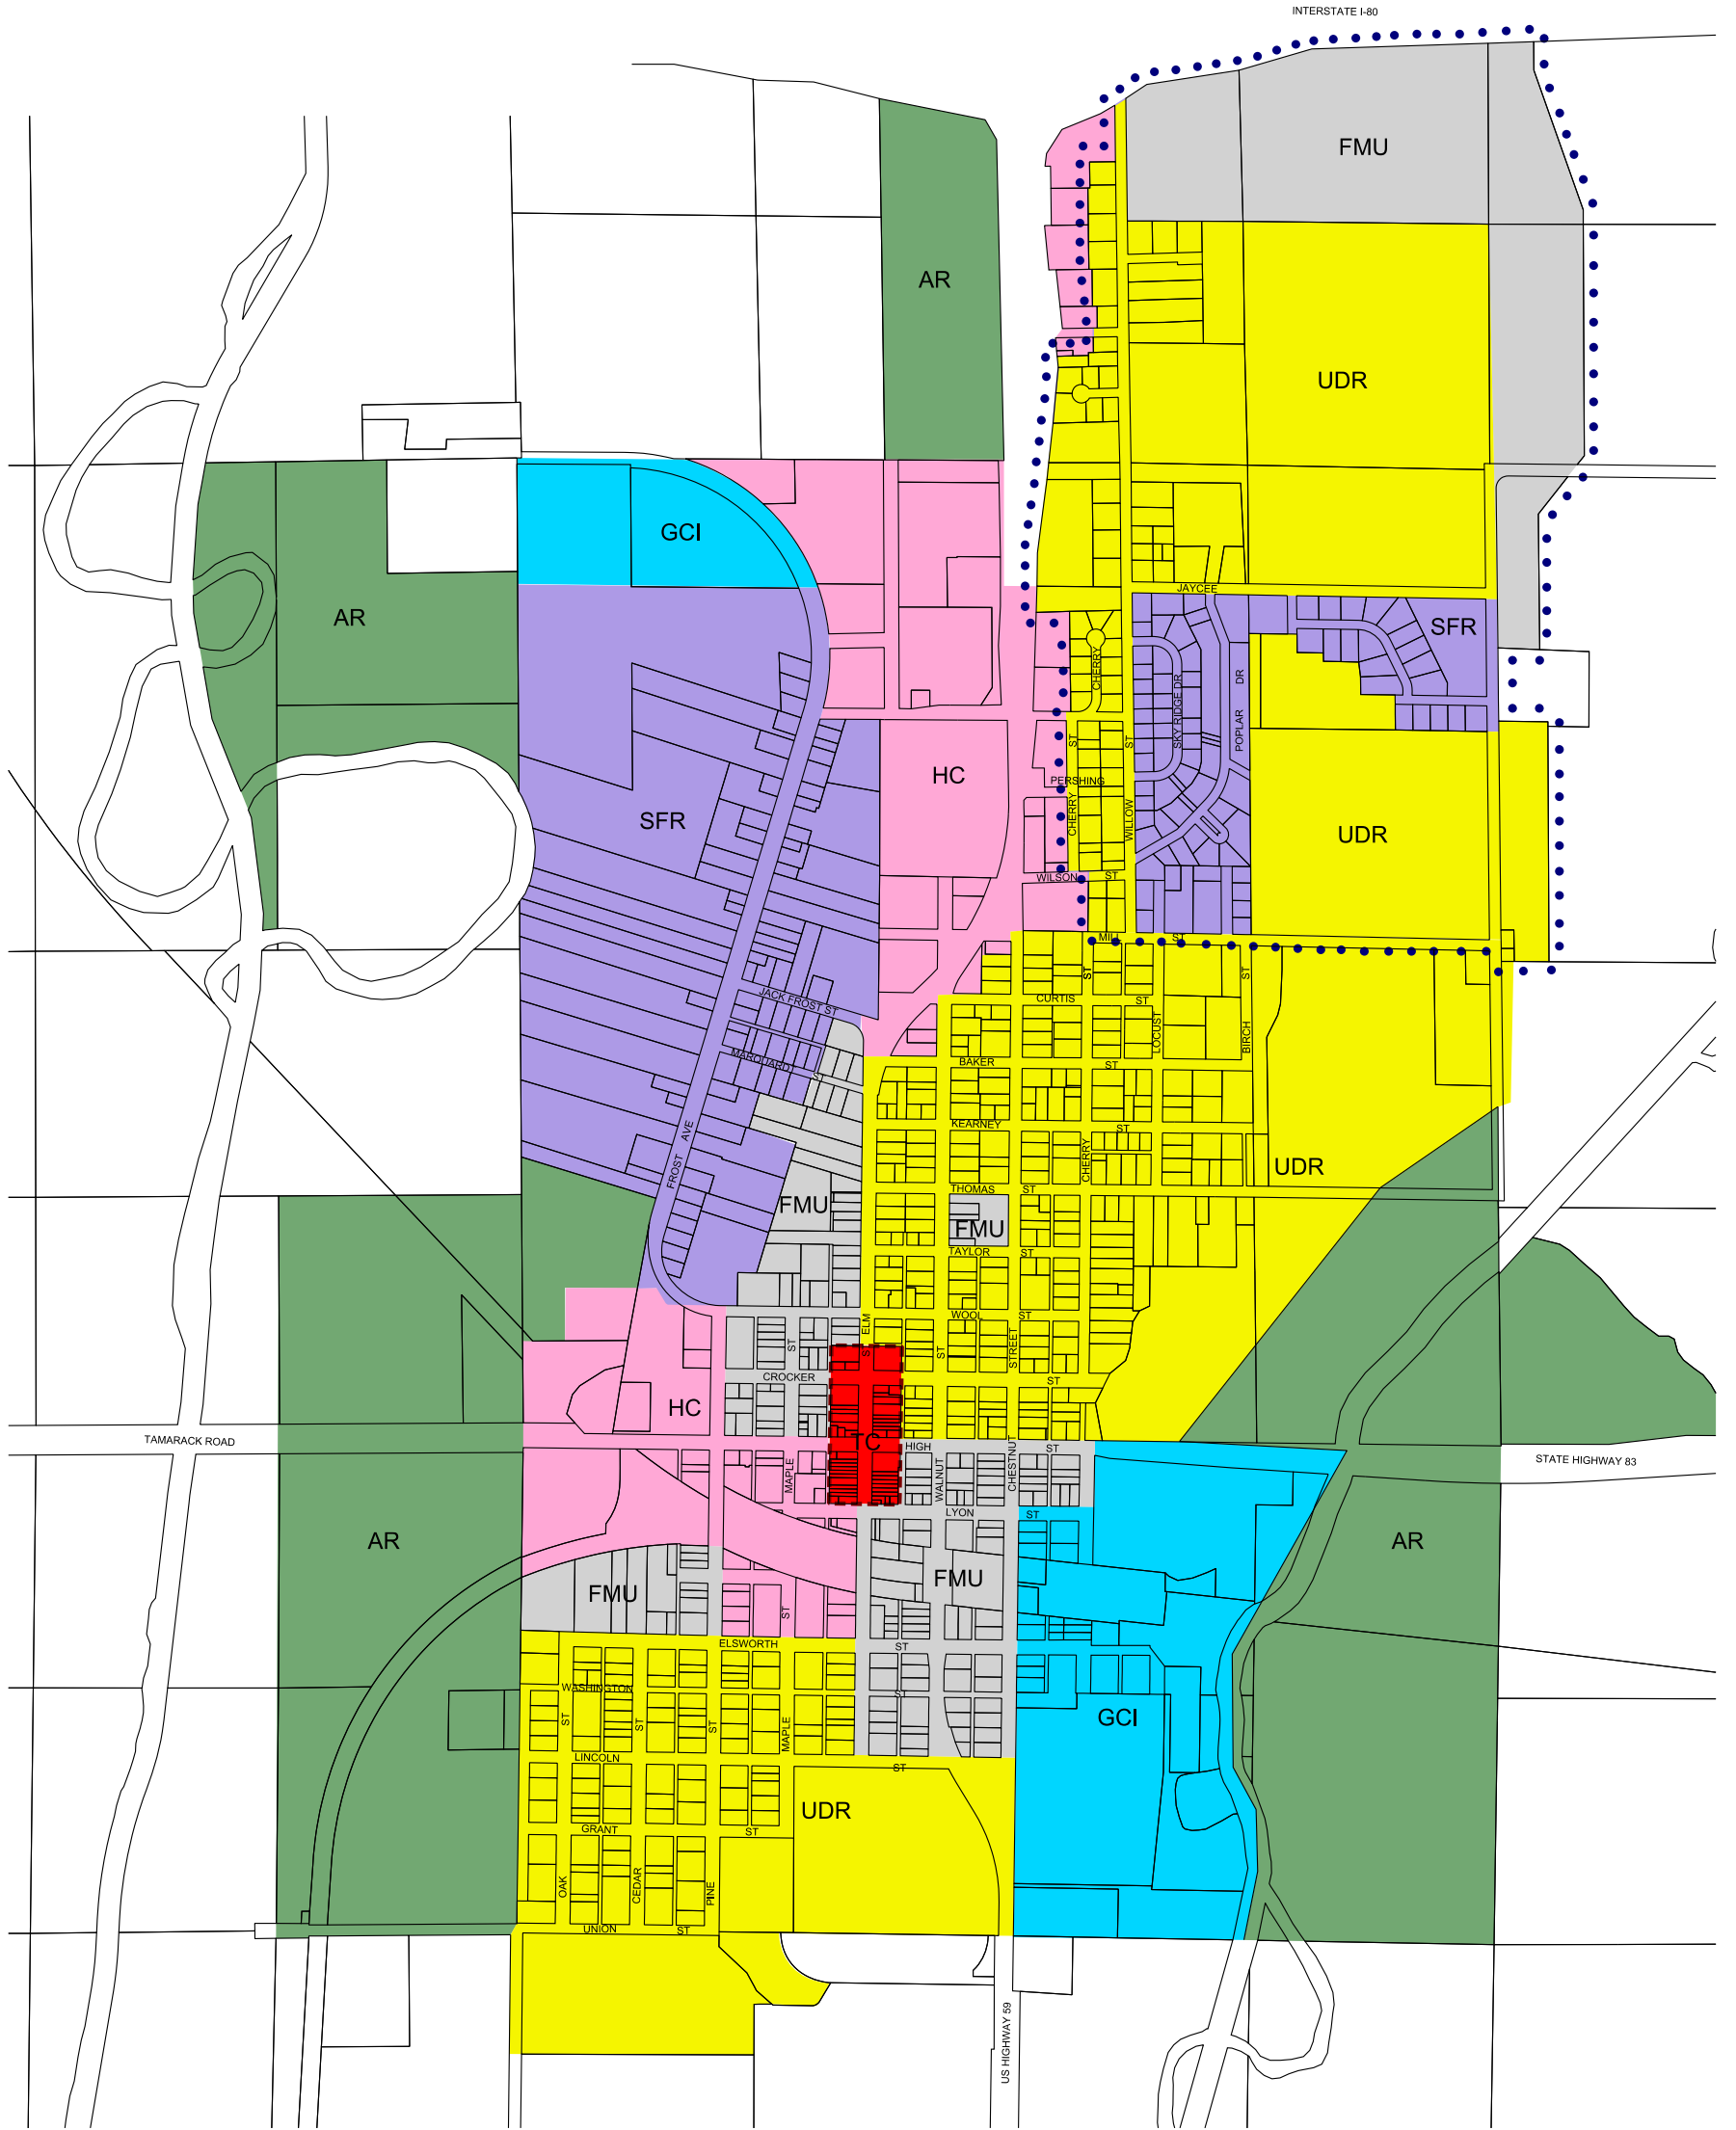 INTERSTATE I-80
FMU
AR
UDR
GCI
JAYCEE
AR
SFR
CHERRY
DR
SKY RIDGE DR
POPLAR
ST
ST
HC
PERSHING
SFR
CHERRY
WILLOW
UDR
WILSON
ST
MILL
ST
ST
ST
JACK FROST ST
CURTIS
ST
LOCUST
BIRCH
MARQUARDT
ST
BAKER
ST
KEARNEY
ST
FROST
AVE
CHERRY
UDR
THOMAS
ST
FMU
FMU
TAYLOR
ST
WOOL
ST
ELM
ST
ST
ST
STREET
CROCKER
ST
HC
TAMARACK ROAD
TC
HIGH
ST
CHESTNUT
STATE HIGHWAY 83
MAPLE
WALNUT
LYON
ST
AR
AR
FMU
FMU
ST
ELSWORTH
ST
WASHINGTON
ST
ST
ST
ST
MAPLE
GCI
LINCOLN
ST
UDR
GRANT
ST
OAK
CEDAR
PINE
UNION
ST
US HIGHWAY 59